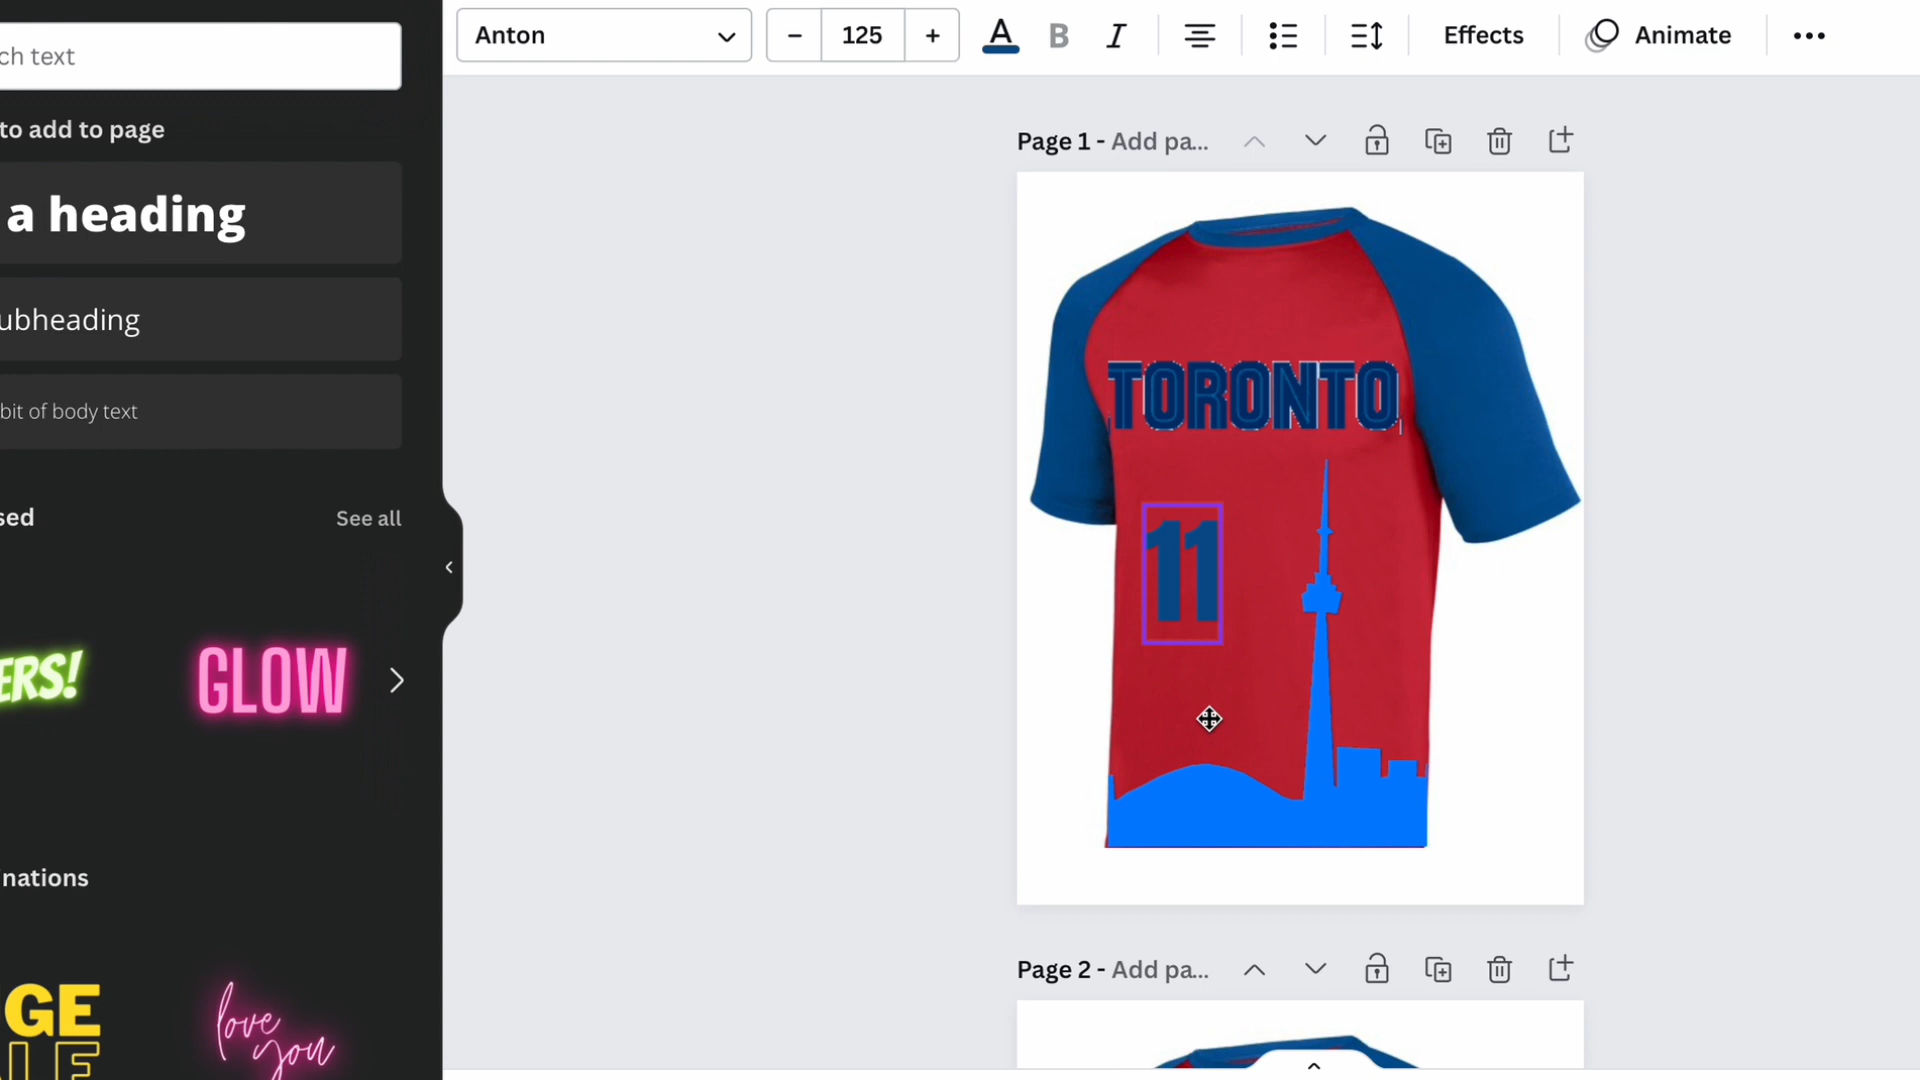 Anton
− 125 +
A B I
Effects
Animate
ch text
to add to page
a heading
ubheading
bit of body text
sed
See all
ERS!
GLOW
nations
GE
love
you
Page 1 - Add pa...
TORONTO
11
Page 2 - Add pa...